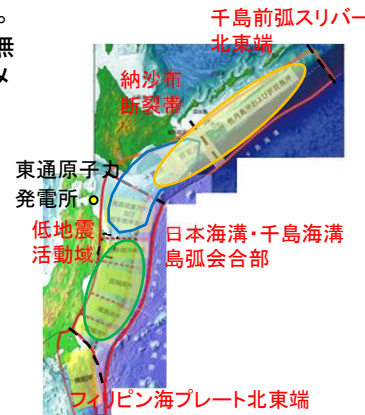 。
無
み
千島前弧スリバー
北東端
納沙布
断裂帯
東通原子力
発電所
低地震
活動域
日本海溝・千島海溝
島弧会合部
フィリピン海プレート北東端